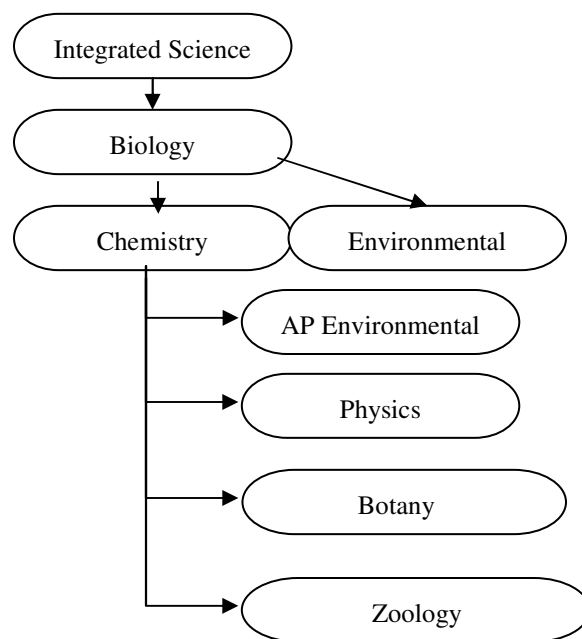 Integrated Science
Biology
Chemistry
Environmental
AP Environmental
Physics
Botany
Zoology